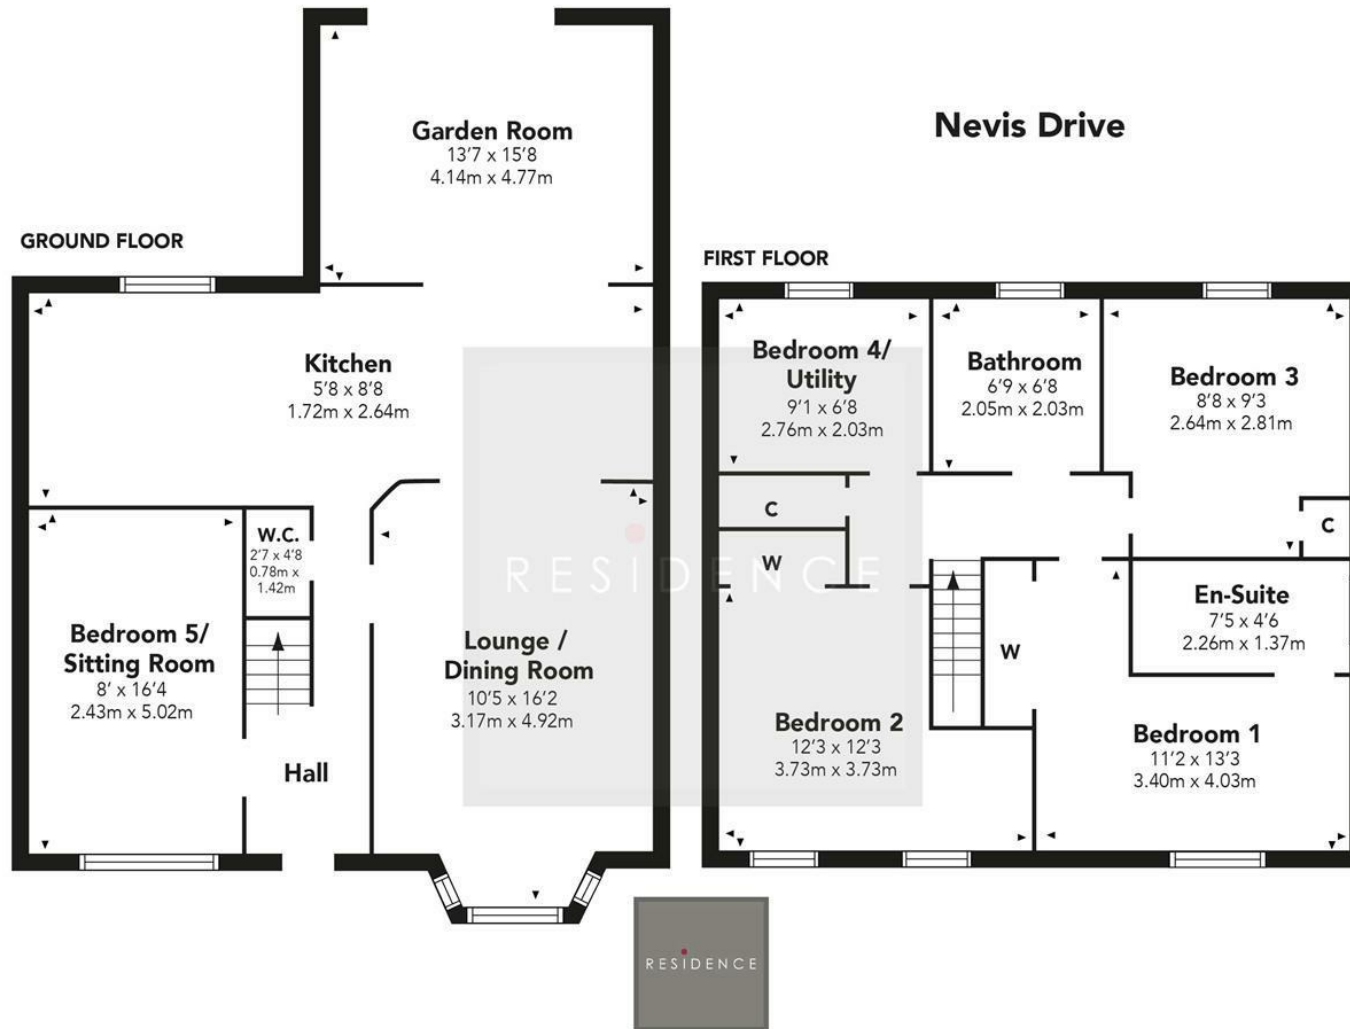 Nevis Drive
GROUND FLOOR
Garden Room
13'7 x 15'8
4.14m x 4.77m
Kitchen
5'8 x 8'8
1.72m x 2.64m
W.C.
2'7 x 4'8
0.78m x
1.42m
Bedroom 5/
Sitting Room
8' x 16'4
2.43m x 5.02m
Hall
Lounge /
Dining Room
10'5 x 16'2
3.17m x 4.92m
FIRST FLOOR
Bedroom 4/
Utility
9'1 x 6'8
2.76m x 2.03m
Bathroom
6'9 x 6'8
2.05m x 2.03m
Bedroom 3
8'8 x 9'3
2.64m x 2.81m
C
C
W
En-Suite
7'5 x 4'6
2.26m x 1.37m
W
Bedroom 2
12'3 x 12'3
3.73m x 3.73m
Bedroom 1
11'2 x 13'3
3.40m x 4.03m
RESIDENCE
RESIDENCE